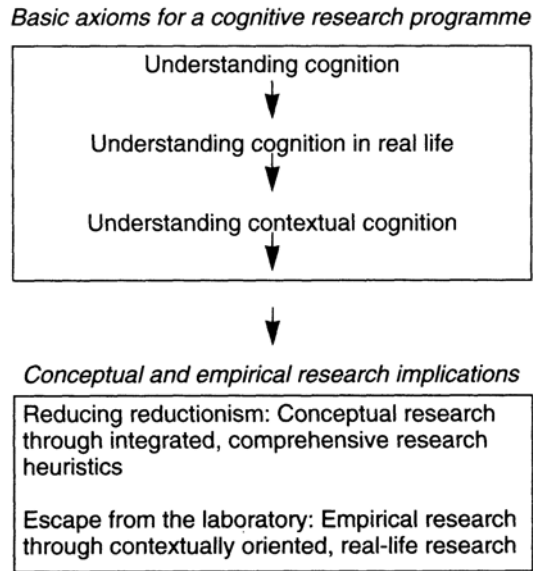 Basic axioms for a cognitive research programme
Understanding cognition
Understanding cognition in real life
Understanding contextual cognition
Conceptual and empirical research implications
Reducing reductionism: Conceptual research
through integrated, comprehensive research
heuristics
Escape from the laboratory: Empirical research
through contextually oriented, real-life research